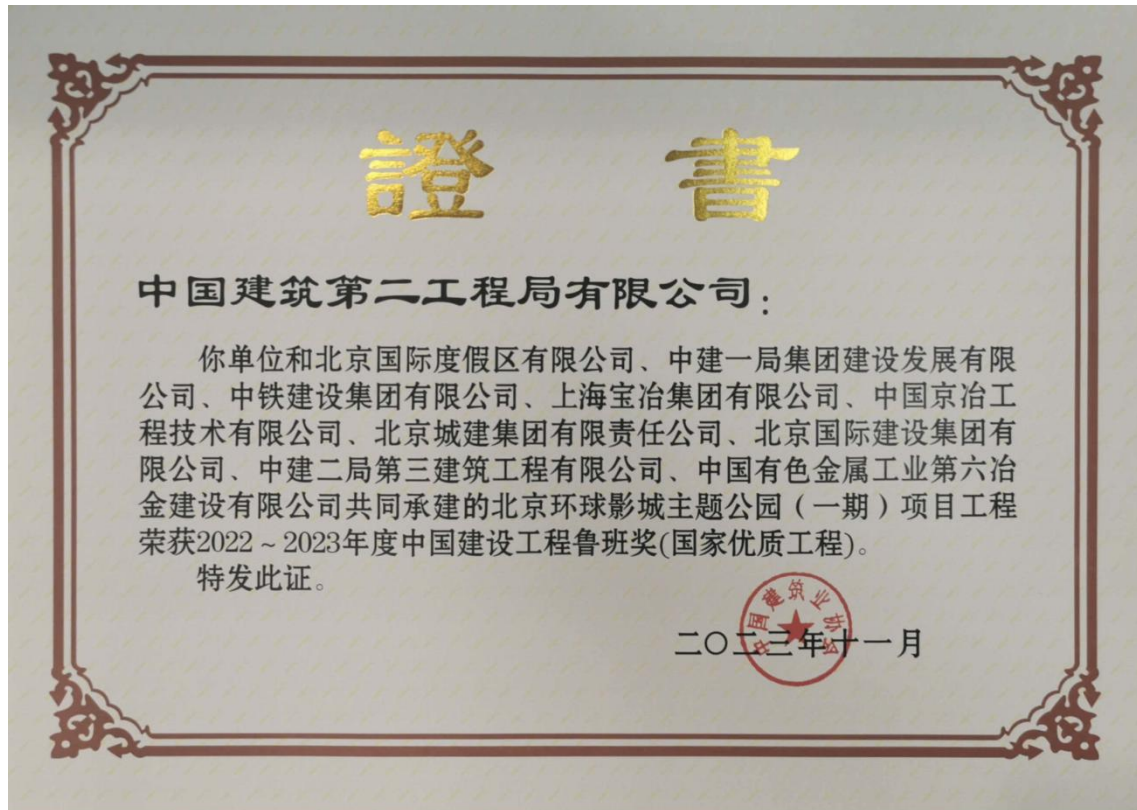 證 書
中国建筑第二工程局有限公司：
你单位和北京国际度假区有限公司、中建一局集团建设发展有限
公司、中铁建设集团有限公司、上海宝冶集团有限公司、中国京冶工
程技术有限公司、北京城建集团有限责任公司、北京国际建设集团有
限公司、中建二局第三建筑工程有限公司、中国有色金属工业第六冶
金建设有限公司共同承建的北京环球影城主题公园（一期）项目工程
荣获2022～2023年度中国建设工程鲁班奖(国家优质工程)。
特发此证。
中国建筑业协会
二〇二三年十一月